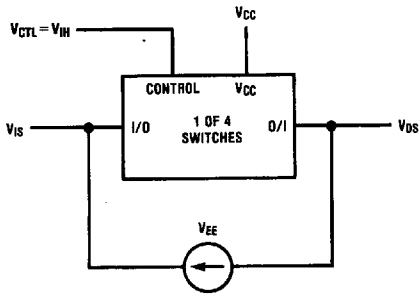 VCC
VCTL = VIH
CONTROL VCC
VIS I/O 1 OF 4 O/I VDS
SWITCHES
VEE